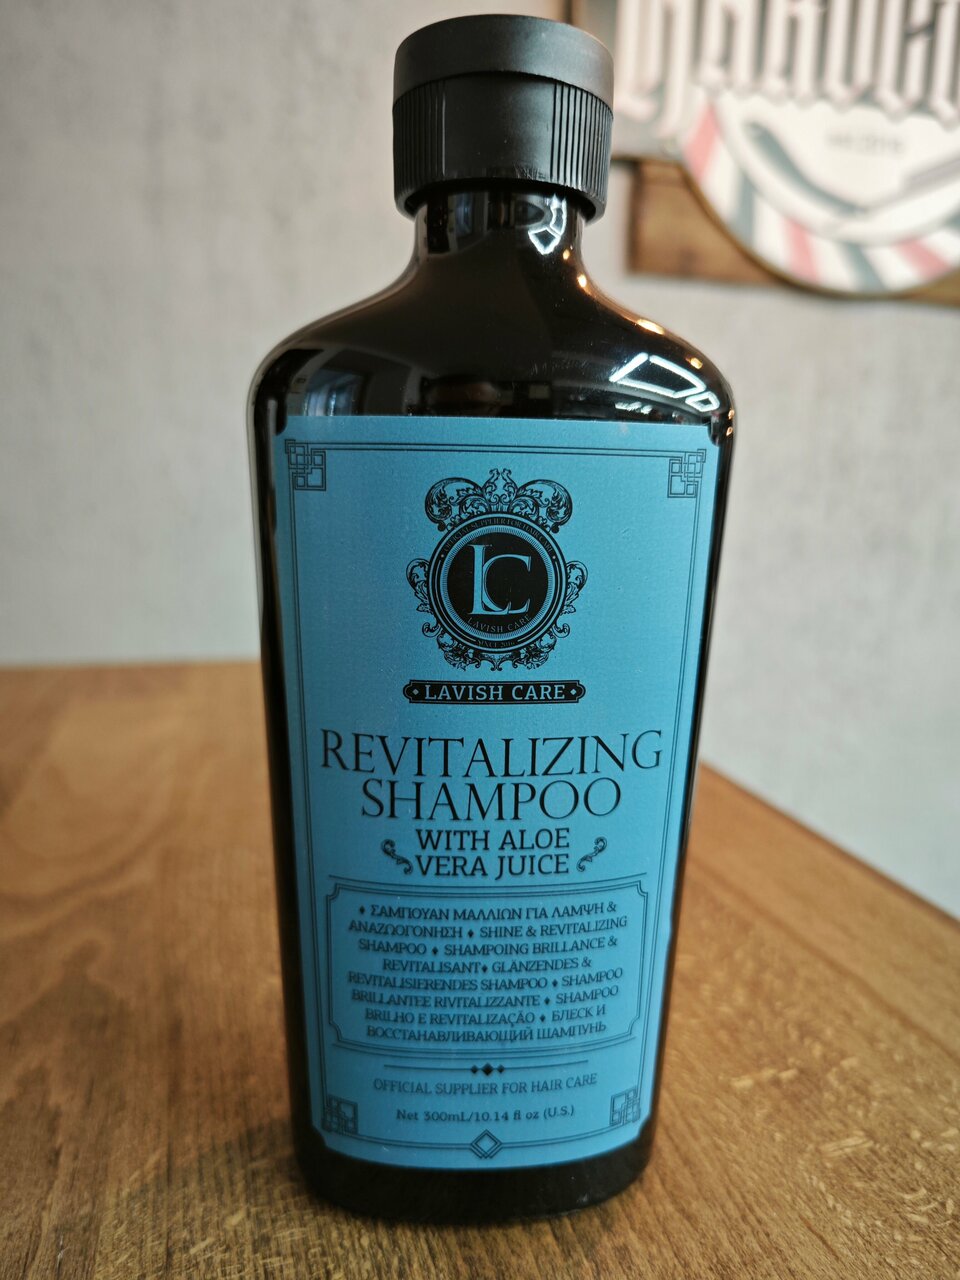 LC
LAVISH CARE
LAVISH CARE
REVITALIZING
SHAMPOO
WITH ALOE
VERA JUICE
♦ ΣΑΜΠΟΥΑΝ ΜΑΛΛΙΩΝ ΓΙΑ ΛΑΜΨΗ &
ΑΝΑΖΩΟΓΟΝΗΣΗ ♦ SHINE & REVITALIZING
SHAMPOO ♦ SHAMPOING BRILLANCE &
REVITALISANT♦ GLÄNZENDES &
REVITALISIERENDES SHAMPOO ♦ SHAMPOO
BRILLANTEE RIVITALIZZANTE ♦ SHAMPOO
BRILHO E REVITALIZAÇÃO ♦ БЛЕСК И
ВОССТАНАВЛИВАЮЩИЙ ШАМПУНЬ
OFFICIAL SUPPLIER FOR HAIR CARE
Net 300mL/10.14 fl oz (U.S.)